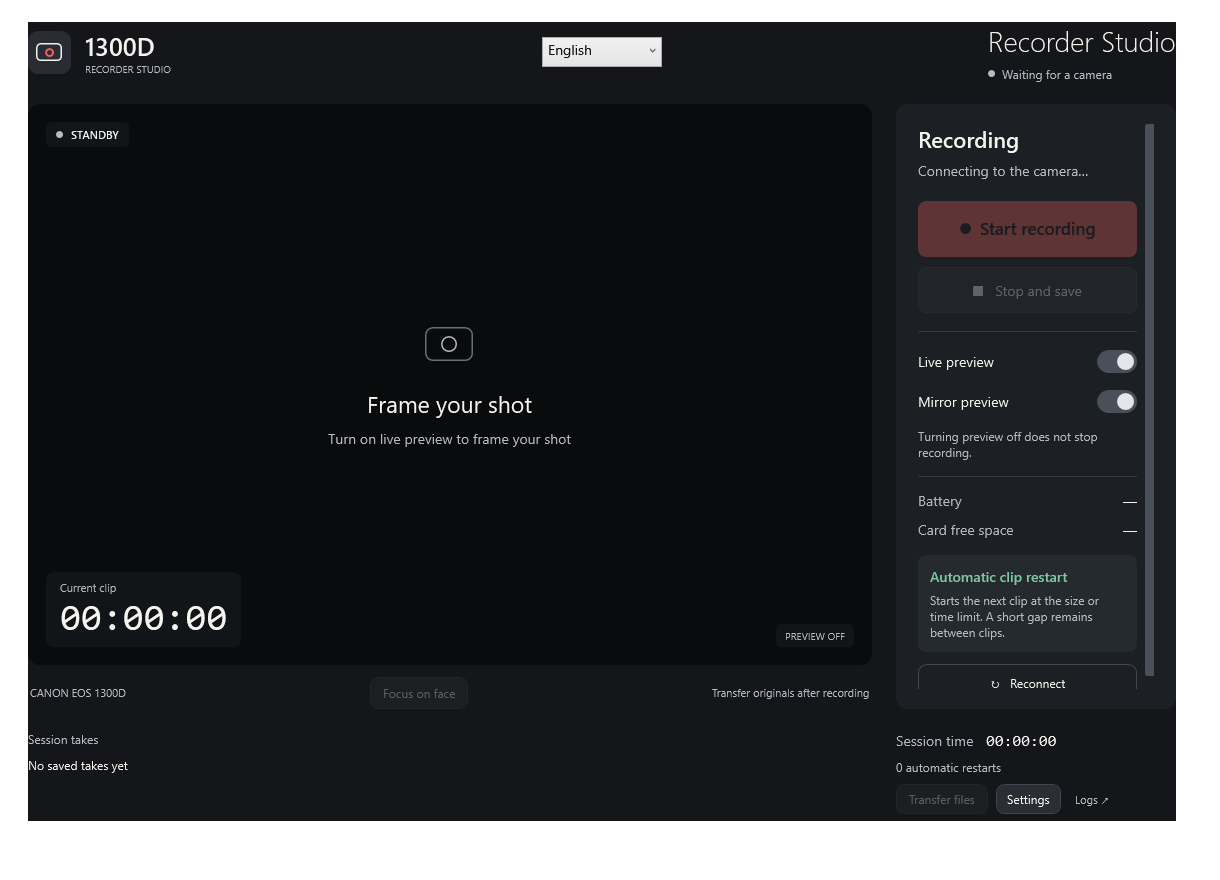 1300D
RECORDER STUDIO
English
Recorder Studio
Waiting for a camera
STANDBY
Frame your shot
Turn on live preview to frame your shot
Current clip
00:00:00
PREVIEW OFF
CANON EOS 1300D
Focus on face
Transfer originals after recording
Session takes
No saved takes yet
Recording
Connecting to the camera...
Start recording
Stop and save
Live preview
Mirror preview
Turning preview off does not stop
recording.
Battery —
Card free space —
Automatic clip restart
Starts the next clip at the size or
time limit. A short gap remains
between clips.
↻ Reconnect
Session time 00:00:00
0 automatic restarts
Transfer files
Settings
Logs ↗